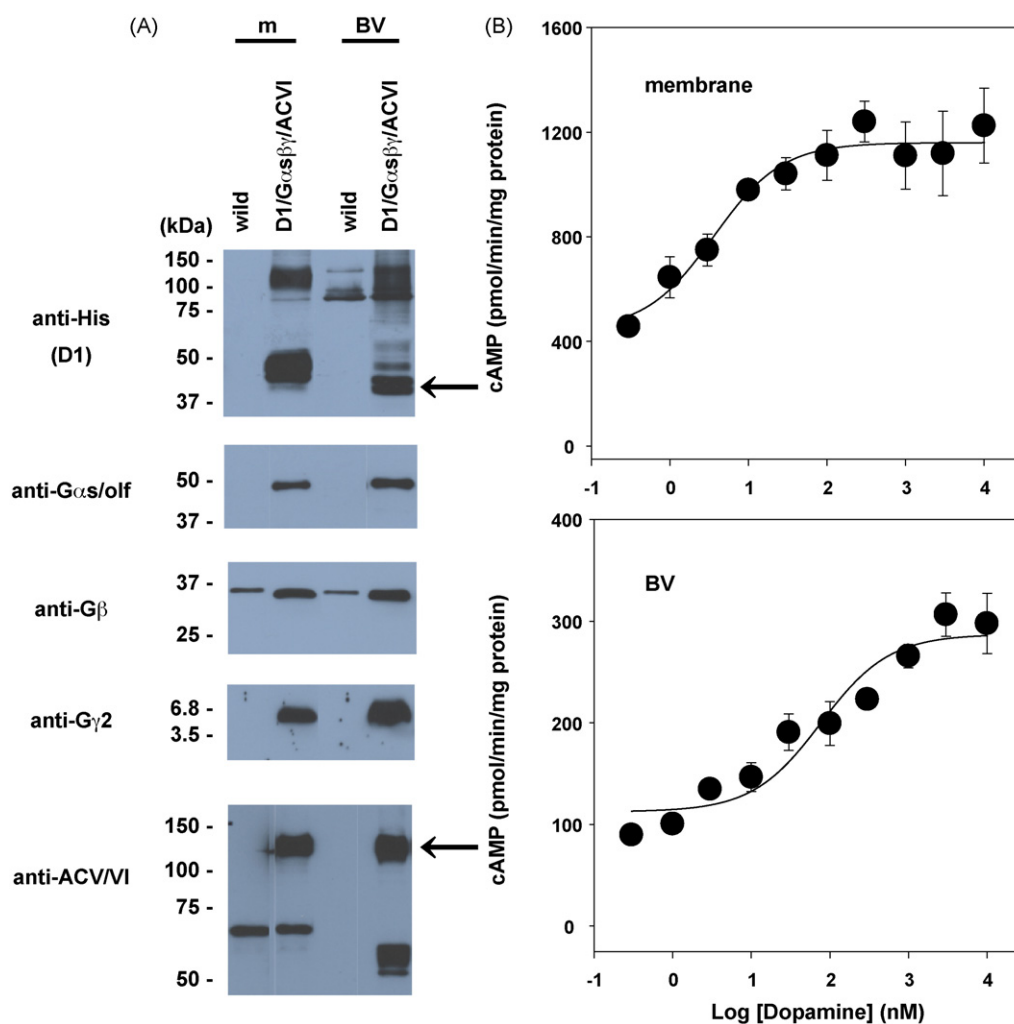 (A)
m
BV
(kDa)
wild
D1/Gαsβγ/ACVI
wild
D1/Gαsβγ/ACVI
anti-His
(D1)
150 -
100 -
75 -
50 -
37 -
anti-Gαs/olf
50 -
37 -
anti-Gβ
37 -
25 -
anti-Gγ2
6.8 -
3.5 -
anti-ACV/VI
150 -
100 -
75 -
50 -
(B)
cAMP (pmol/min/mg protein)
1600
1200
800
400
0
membrane
-1 0 1 2 3 4
cAMP (pmol/min/mg protein)
400
300
200
100
0
BV
-1 0 1 2 3 4
Log [Dopamine] (nM)